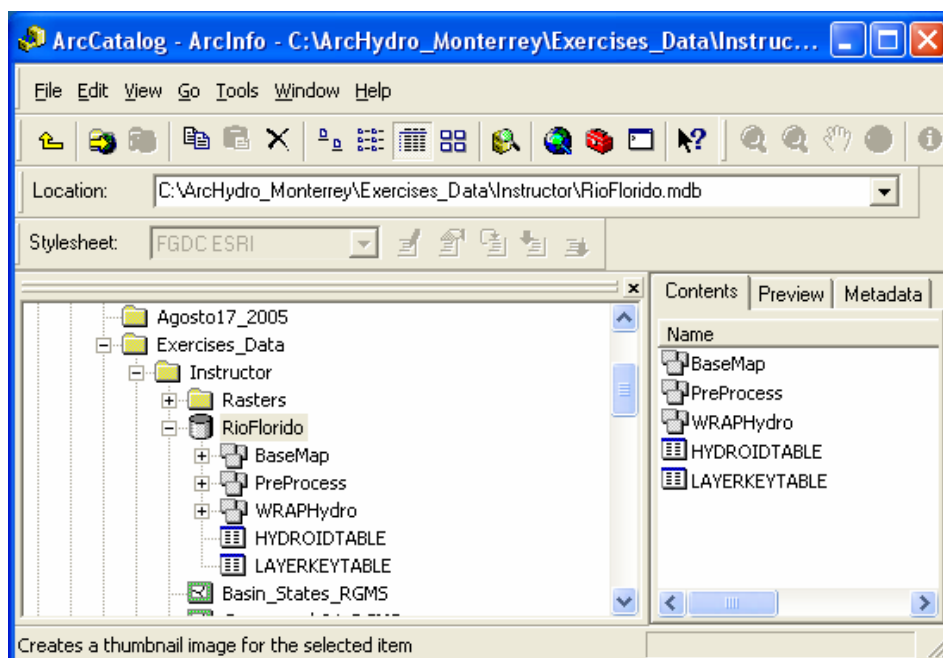 ArcCatalog - ArcInfo - C:\ArcHydro_Monterrey\Exercises_Data\Instruc...
File Edit View Go Tools Window Help
Location: C:\ArcHydro_Monterrey\Exercises_Data\Instructor\RioFlorido.mdb
Stylesheet: FGDC ESRI
Agosto17_2005
Exercises_Data
Instructor
Rasters
RioFlorido
BaseMap
PreProcess
WRAPHydro
HYDROIDTABLE
LAYERKEYTABLE
Basin_States_RGMS
Contents Preview Metadata
Name
BaseMap
PreProcess
WRAPHydro
HYDROIDTABLE
LAYERKEYTABLE
Creates a thumbnail image for the selected item